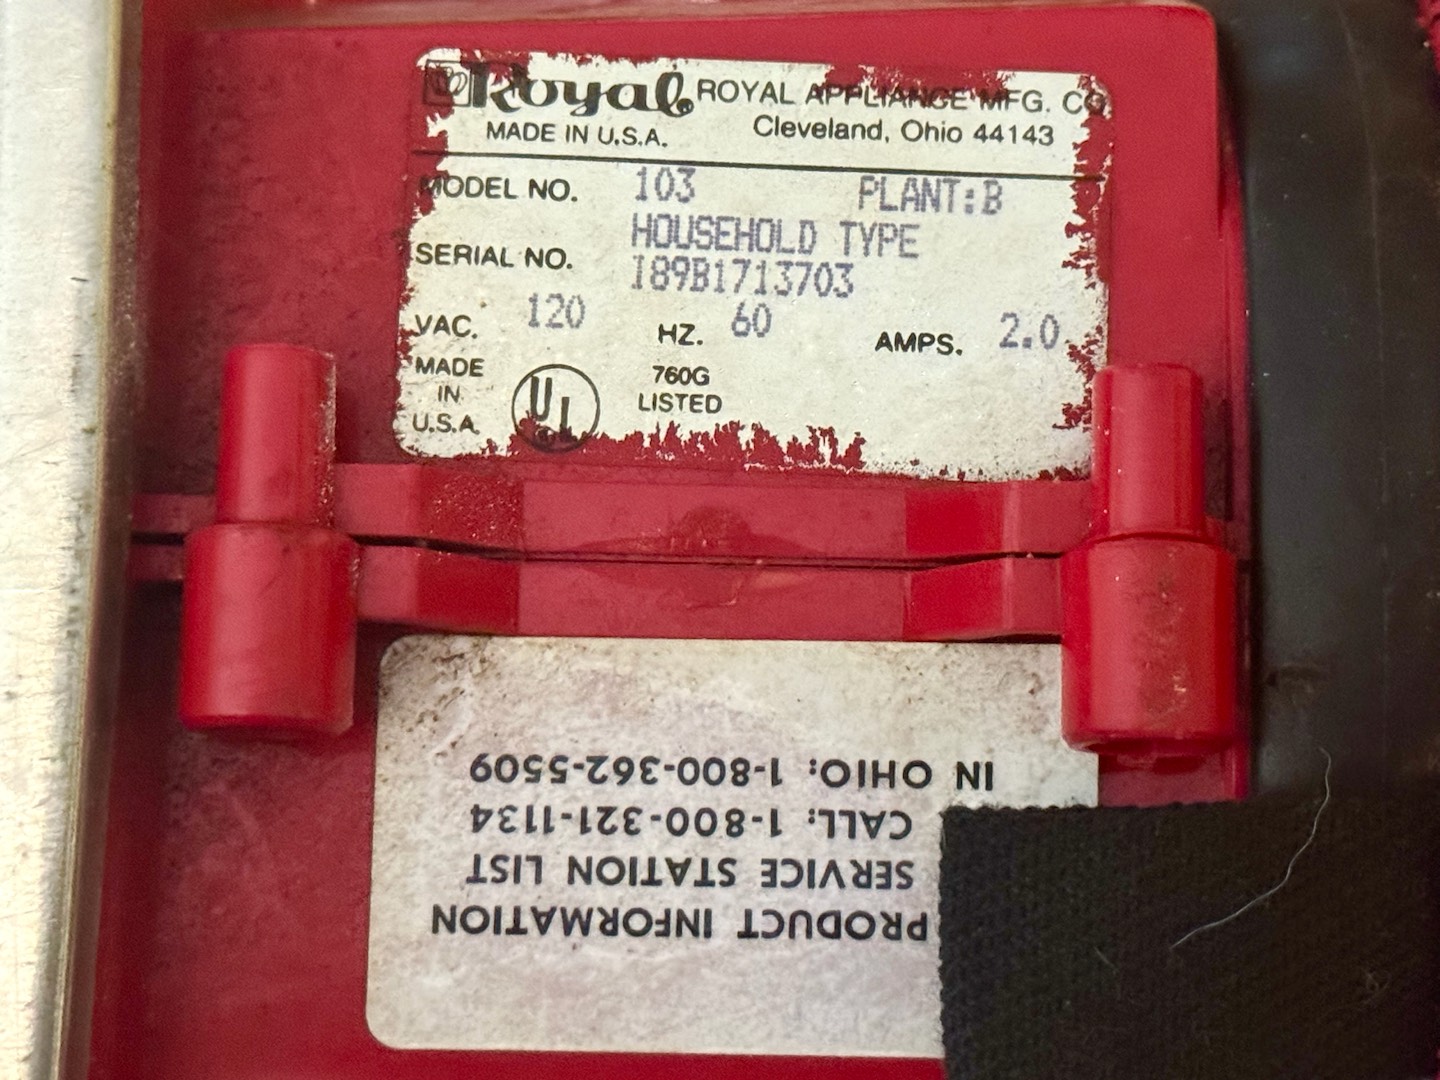 Royal® ROYAL APPLIANCE MFG. CO
MADE IN U.S.A. Cleveland, Ohio 44143
MODEL NO. 103 PLANT:B
HOUSEHOLD TYPE
SERIAL NO. I89B1713703
VAC. 120 HZ. 60 AMPS. 2.0
MADE
IN
U.S.A.
UL
760G
LISTED
PRODUCT INFORMATION
SERVICE STATION LIST
CALL: 1-800-321-1134
IN OHIO: 1-800-362-5509